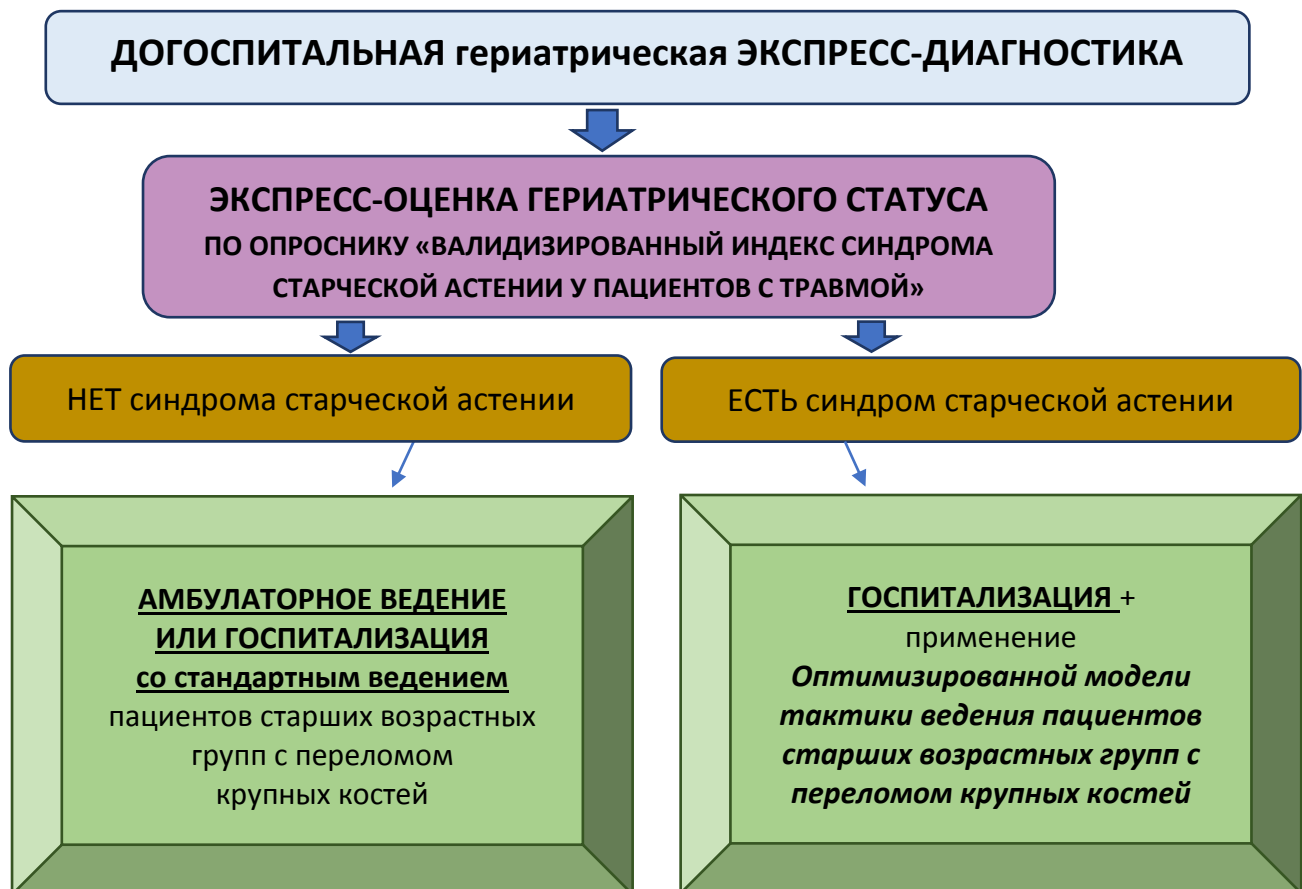 ДОГОСПИТАЛЬНАЯ гериатрическая ЭКСПРЕСС-ДИАГНОСТИКА
ЭКСПРЕСС-ОЦЕНКА ГЕРИАТРИЧЕСКОГО СТАТУСА
ПО ОПРОСНИКУ «ВАЛИДИЗИРОВАННЫЙ ИНДЕКС СИНДРОМА
СТАРЧЕСКОЙ АСТЕНИИ У ПАЦИЕНТОВ С ТРАВМОЙ»
НЕТ синдрома старческой астении
ЕСТЬ синдром старческой астении
АМБУЛАТОРНОЕ ВЕДЕНИЕ
ИЛИ ГОСПИТАЛИЗАЦИЯ
со стандартным ведением
пациентов старших возрастных
групп с переломом
крупных костей
ГОСПИТАЛИЗАЦИЯ +
применение
Оптимизированной модели
тактики ведения пациентов
старших возрастных групп с
переломом крупных костей